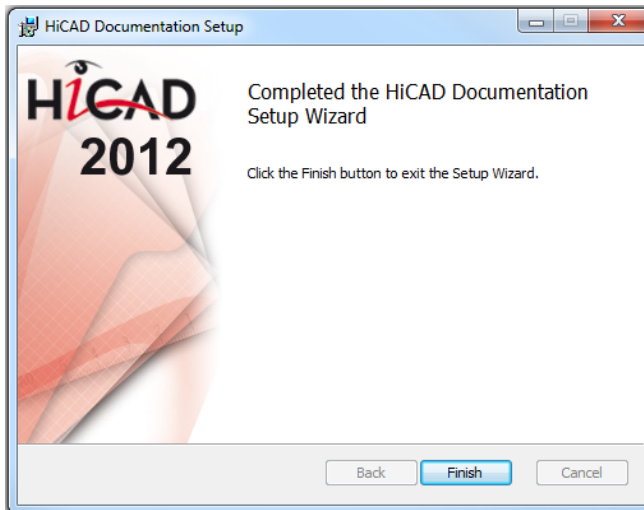 HiCAD Documentation Setup
HiCAD
2012
Completed the HiCAD Documentation
Setup Wizard
Click the Finish button to exit the Setup Wizard.
Back
Finish
Cancel